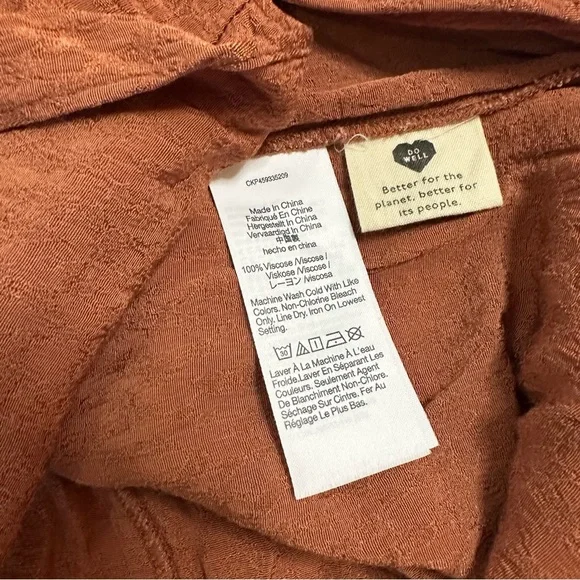 CKP459335209
Made In China
Fabriqué En Chine
Hergestellt In China
Vervaardigd In China
中国製
hecho en china
100% Viscose /Viscose /
Viskose /Viscose /
レーヨン /viscosa
Machine Wash Cold With Like
Colors. Non-Chlorine Bleach
Only. Line Dry. Iron On Lowest
Setting.
30
Laver À La Machine À L'eau
Froide.Laver En Séparant Les
Couleurs. Seulement Agent
De Blanchiment Non-Chlore.
Séchage Sur Cintre. Fer Au
Réglage Le Plus Bas.
DO
WELL
Better for the
planet, better for
its people.